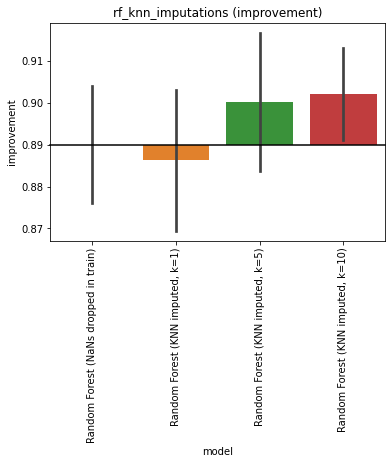 rf_knn_imputations (improvement)
improvement
0.91
0.90
0.89
0.88
0.87
Random Forest (NaNs dropped in train)
Random Forest (KNN imputed, k=1)
Random Forest (KNN imputed, k=5)
Random Forest (KNN imputed, k=10)
model